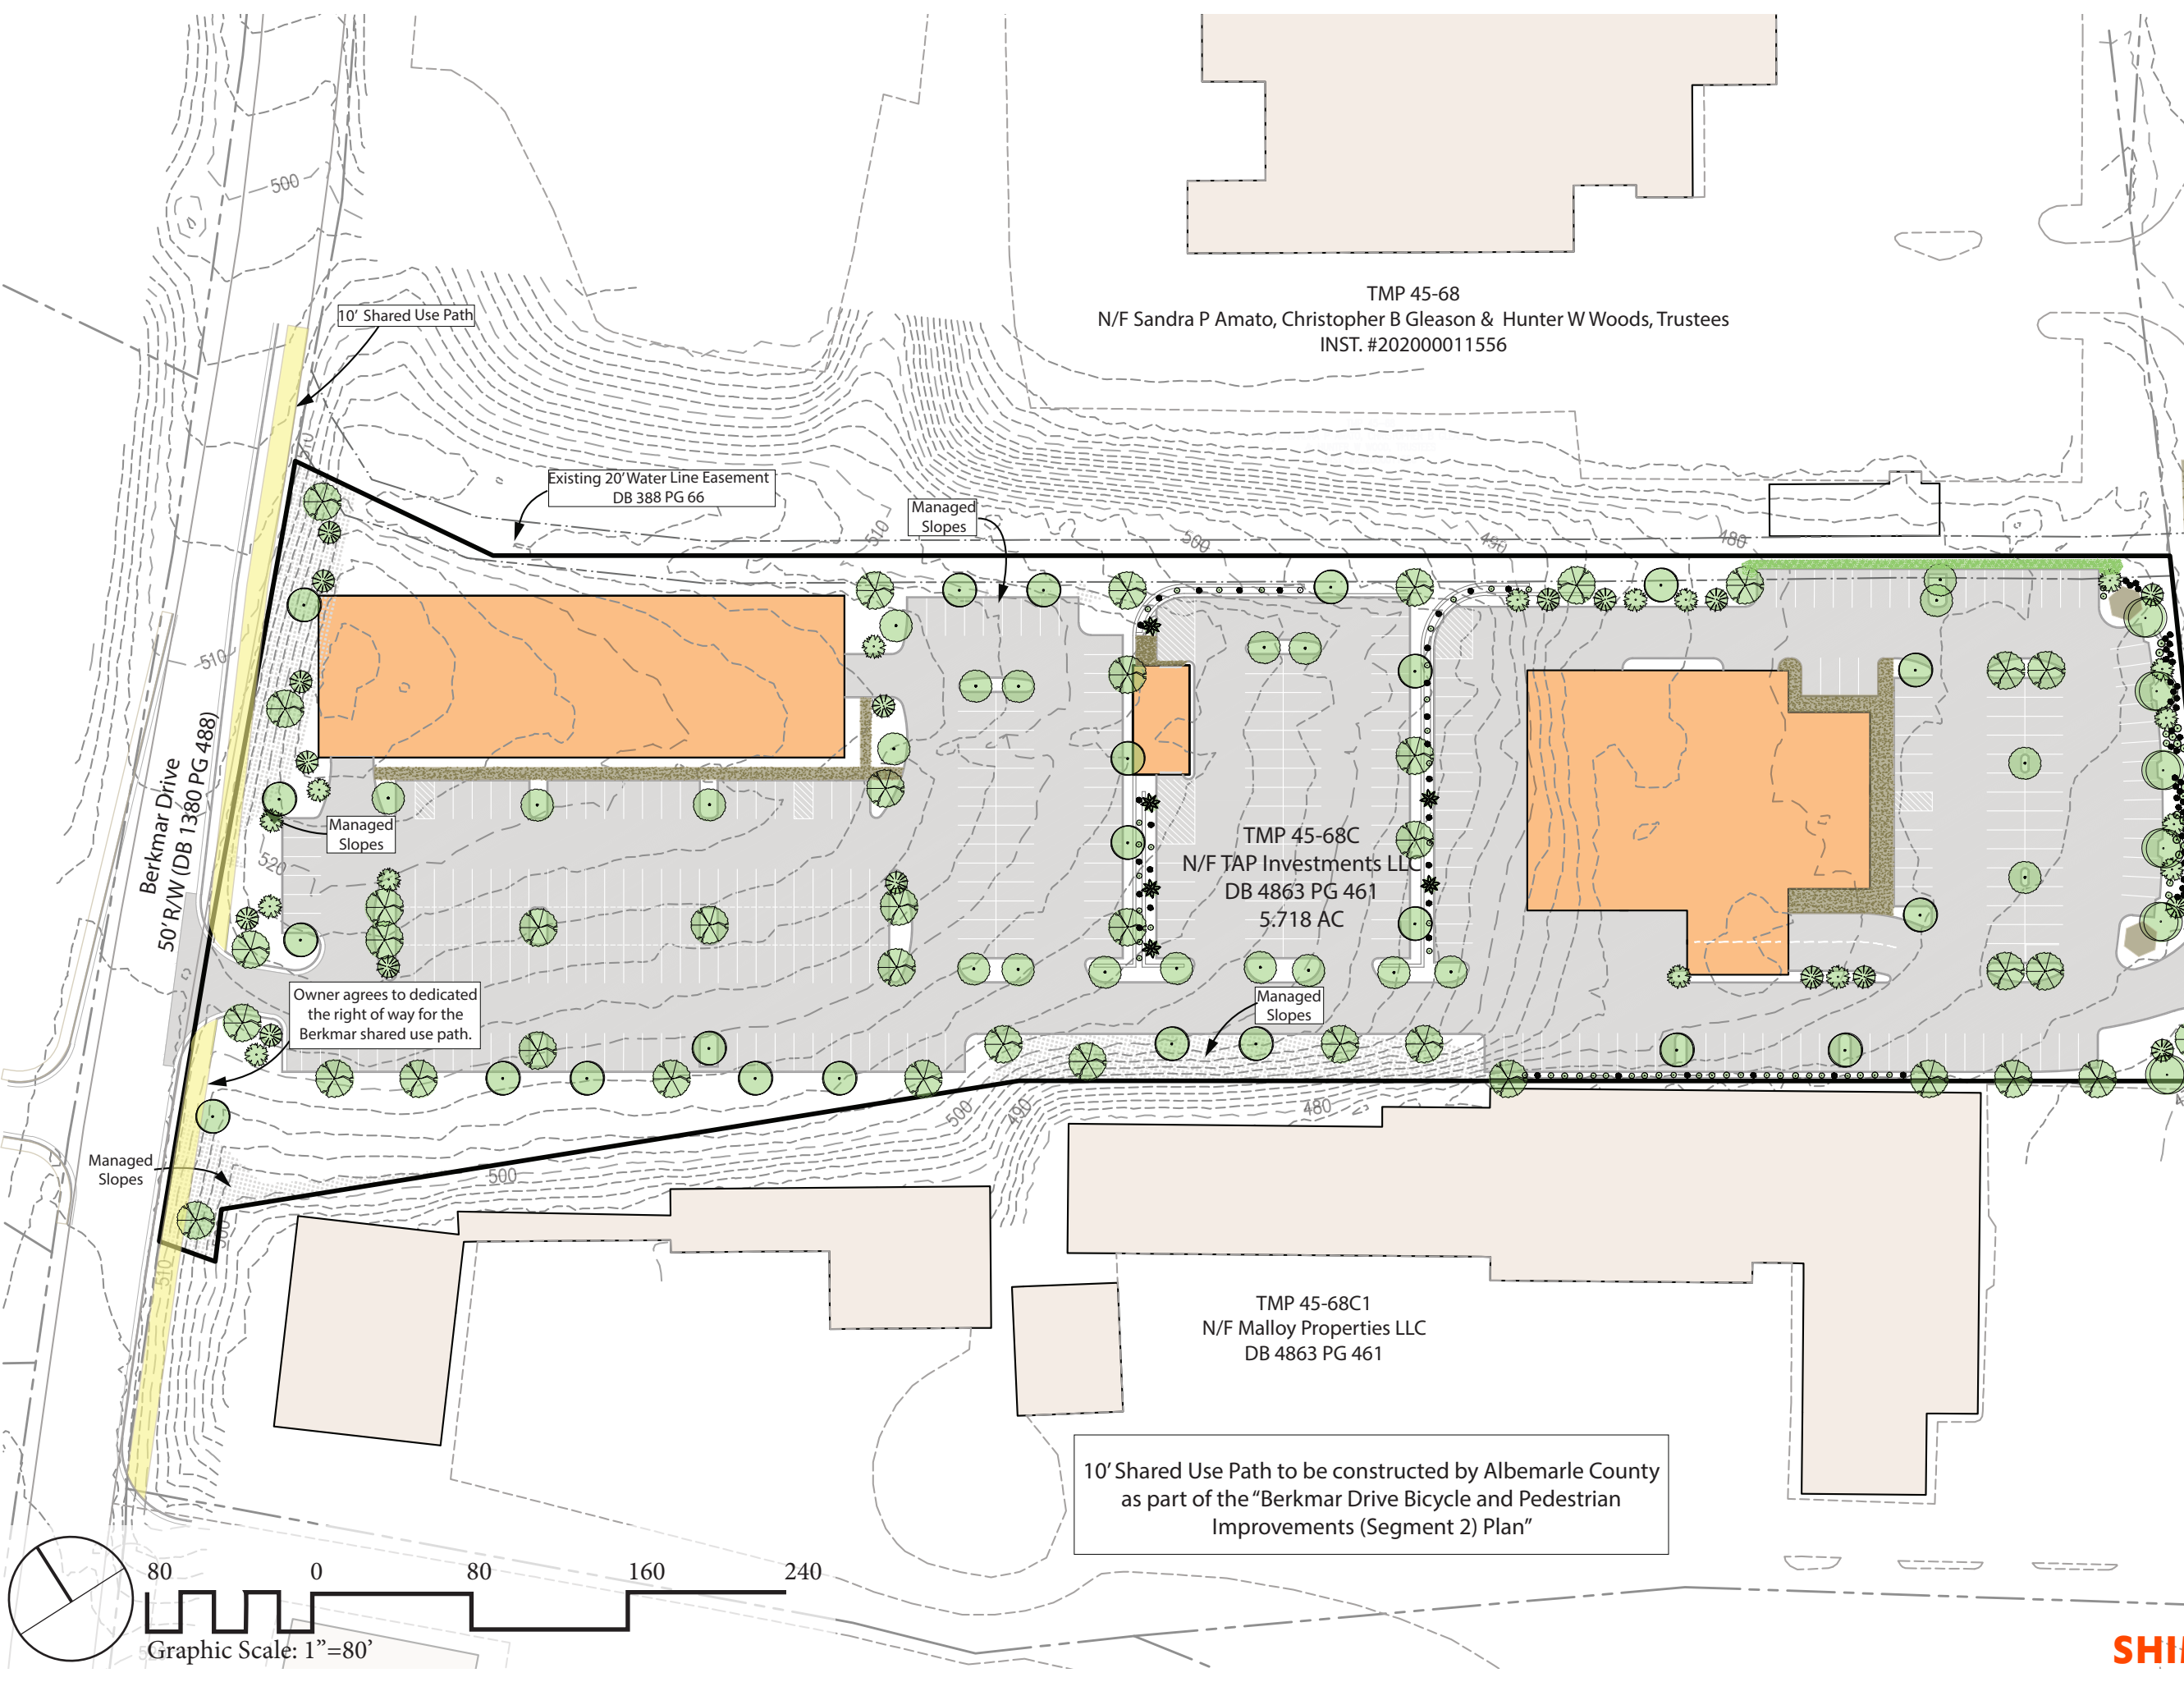 500
10' Shared Use Path
TMP 45-68
N/F Sandra P Amato, Christopher B Gleason & Hunter W Woods, Trustees
INST. #202000011556
Existing 20' Water Line Easement
DB 388 PG 66
Managed
Slopes
510
500
490
480
510
Berkmar Drive
50' R/W (DB 1380 PG 488)
Managed
Slopes
520
TMP 45-68C
N/F TAP Investments LLC
DB 4863 PG 461
5.718 AC
Owner agrees to dedicated
the right of way for the
Berkmar shared use path.
Managed
Slopes
500
490
480
Managed
Slopes
500
510
TMP 45-68C1
N/F Malloy Properties LLC
DB 4863 PG 461
10' Shared Use Path to be constructed by Albemarle County
as part of the “Berkmar Drive Bicycle and Pedestrian
Improvements (Segment 2) Plan”
80 0 80 160 240
Graphic Scale: 1”=80’